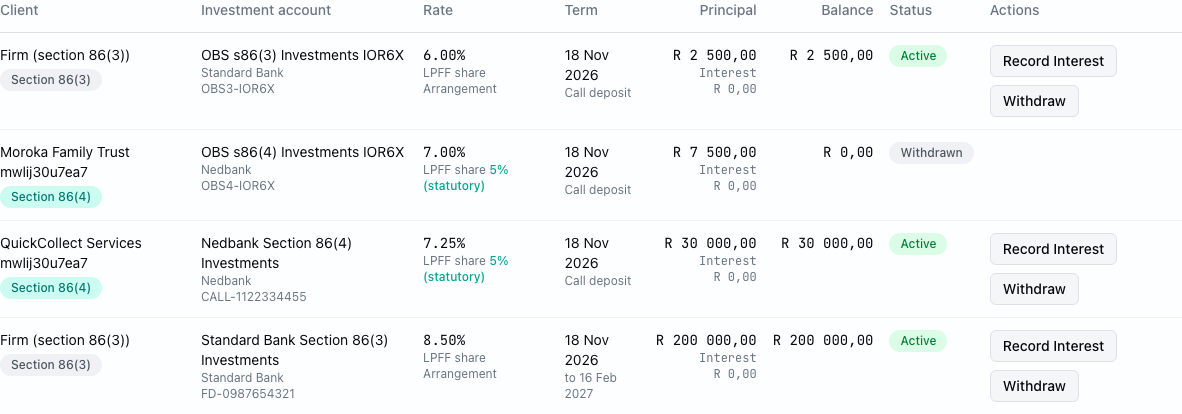 Client Investment account Rate Term Principal Balance Status Actions
Firm (section 86(3)) OBS s86(3) Investments IOR6X 6.00% 18 Nov R 2 500,00 R 2 500,00 Active Record Interest
Section 86(3) Standard Bank LPFF share 2026 Interest
OBS3-IOR6X Arrangement Call deposit R 0,00 Withdraw
Moroka Family Trust OBS s86(4) Investments IOR6X 7.00% 18 Nov R 7 500,00 R 0,00 Withdrawn
mwlij30u7ea7 Nedbank LPFF share 5% 2026 Interest
Section 86(4) OBS4-IOR6X (statutory) Call deposit R 0,00
QuickCollect Services Nedbank Section 86(4) 7.25% 18 Nov R 30 000,00 R 30 000,00 Active Record Interest
mwlij30u7ea7 Investments LPFF share 5% 2026 Interest
Section 86(4) Nedbank (statutory) Call deposit R 0,00 Withdraw
CALL-1122334455
Firm (section 86(3)) Standard Bank Section 86(3) 8.50% 18 Nov R 200 000,00 R 200 000,00 Active Record Interest
Section 86(3) Investments LPFF share 2026 Interest
Standard Bank Arrangement to 16 Feb R 0,00 Withdraw
FD-0987654321 2027